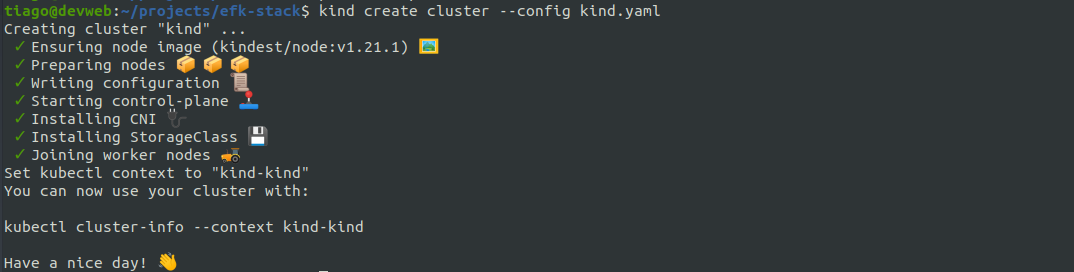 tiago@devweb:~/projects/efk-stack$ kind create cluster --config kind.yaml
Creating cluster "kind" ...
✓ Ensuring node image (kindest/node:v1.21.1) 🖼
✓ Preparing nodes 📦 📦 📦
✓ Writing configuration 📜
✓ Starting control-plane 🕹️
✓ Installing CNI 🔌
✓ Installing StorageClass 💾
✓ Joining worker nodes 🚜
Set kubectl context to "kind-kind"
You can now use your cluster with:

kubectl cluster-info --context kind-kind

Have a nice day! 👋